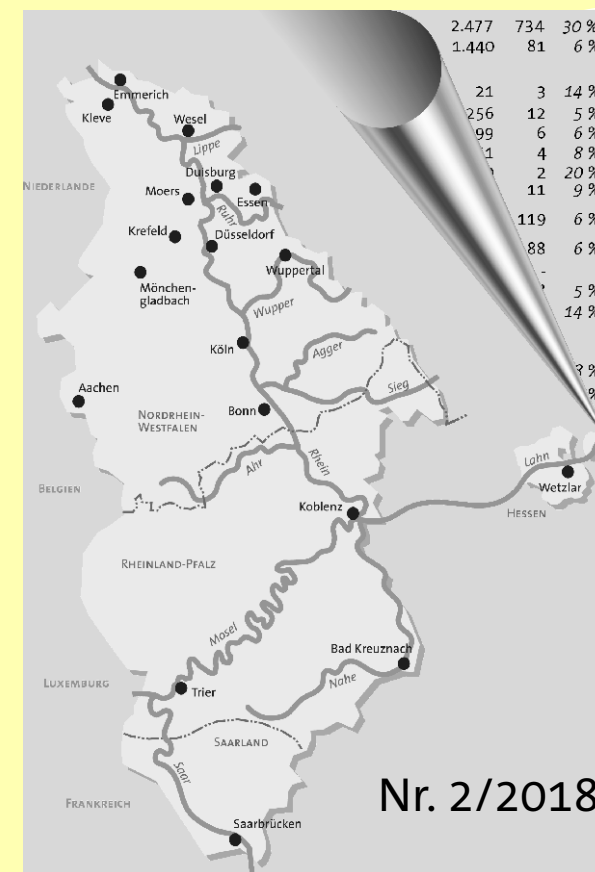 2.477 734 30 %
1.440 81 6 %
21 3 14 %
256 12 5 %
99 6 6 %
4 8 %
2 20 %
11 9 %
119 6 %
88 6 %
-
5 %
14 %
%
Emmerich
Kleve
Wesel
Lippe
Duisburg
NIEDERLANDE
Moers
Essen
Ruhr
Krefeld
Düsseldorf
Wuppertal
Mönchen-
gladbach
Wupper
Köln
Agger
Aachen
Sieg
Bonn
NORDRHEIN-
WESTFALEN
Rhein
Ahr
Lahn
Wetzlar
BELGIEN
Koblenz
HESSEN
RHEINLAND-PFALZ
Mosel
Bad Kreuznach
Nahe
LUXEMBURG
Trier
SAARLAND
Saar
Nr. 2/2018
FRANKREICH
Saarbrücken